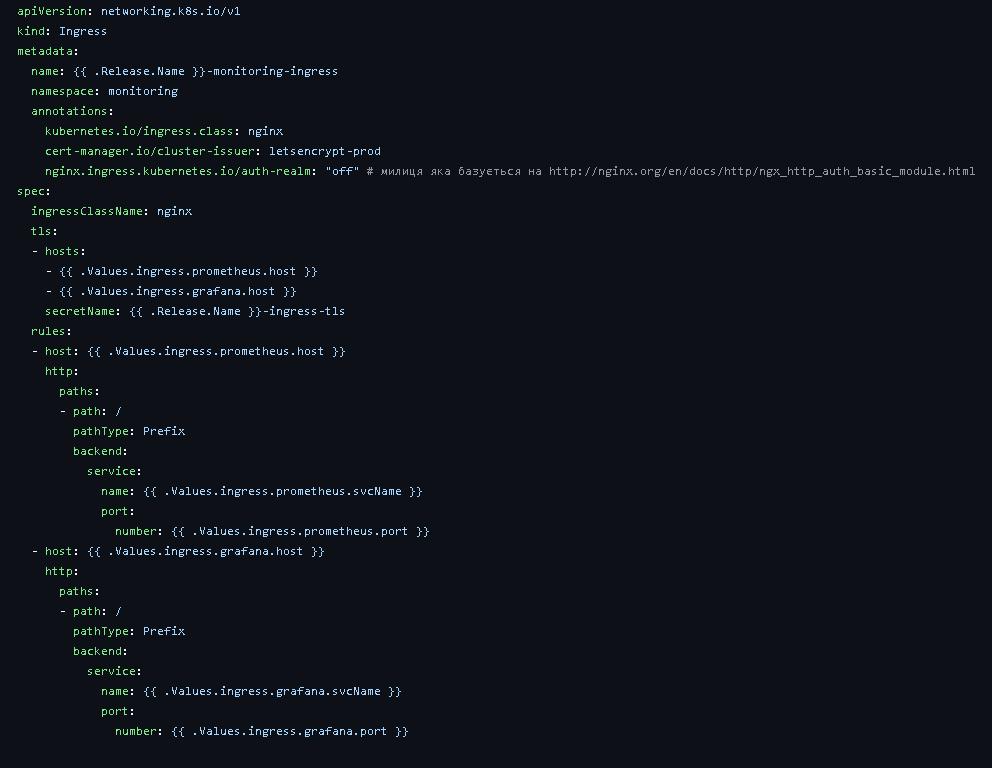 apiVersion: networking.k8s.io/v1
kind: Ingress
metadata:
  name: {{ .Release.Name }}-monitoring-ingress
  namespace: monitoring
  annotations:
    kubernetes.io/ingress.class: nginx
    cert-manager.io/cluster-issuer: letsencrypt-prod
    nginx.ingress.kubernetes.io/auth-realm: "off" # милиця яка базується на http://nginx.org/en/docs/http/ngx_http_auth_basic_module.html
spec:
  ingressClassName: nginx
  tls:
  - hosts:
    - {{ .Values.ingress.prometheus.host }}
    - {{ .Values.ingress.grafana.host }}
    secretName: {{ .Release.Name }}-ingress-tls
  rules:
  - host: {{ .Values.ingress.prometheus.host }}
    http:
      paths:
      - path: /
        pathType: Prefix
        backend:
          service:
            name: {{ .Values.ingress.prometheus.svcName }}
            port:
              number: {{ .Values.ingress.prometheus.port }}
  - host: {{ .Values.ingress.grafana.host }}
    http:
      paths:
      - path: /
        pathType: Prefix
        backend:
          service:
            name: {{ .Values.ingress.grafana.svcName }}
            port:
              number: {{ .Values.ingress.grafana.port }}